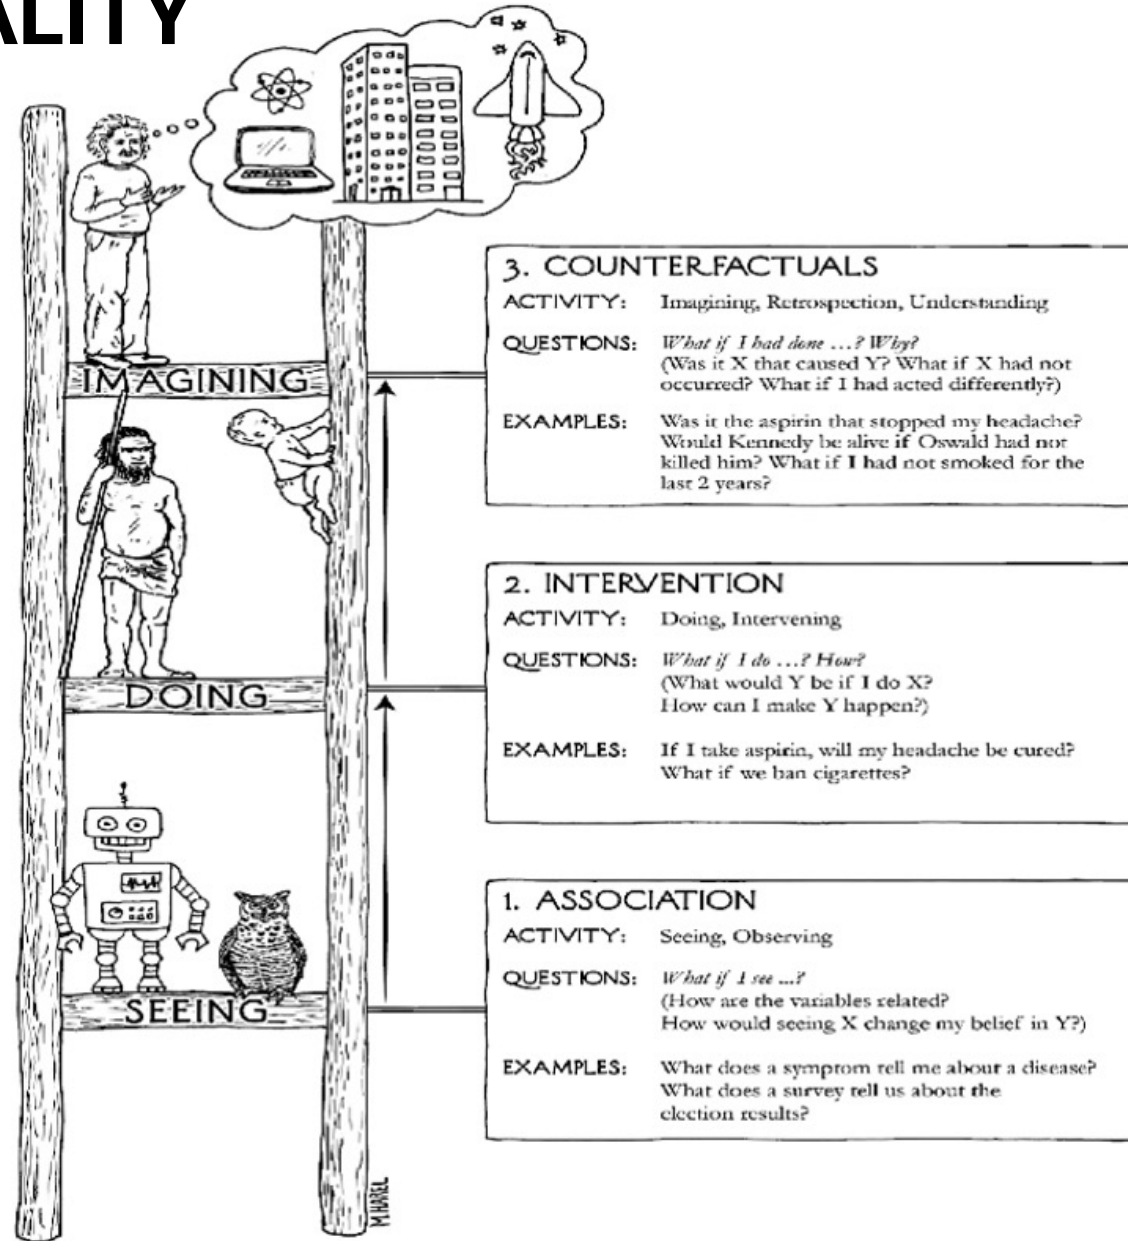 ALITY
3. COUNTERFACTUALS
ACTIVITY: Imagining, Retrospection, Understanding
QUESTIONS: What if I had done …? Why?
(Was it X that caused Y? What if X had not
occurred? What if I had acted differently?)
EXAMPLES: Was it the aspirin that stopped my headache?
Would Kennedy be alive if Oswald had not
killed him? What if I had not smoked for the
last 2 years?
IMAGINING
2. INTERVENTION
ACTIVITY: Doing, Intervening
QUESTIONS: What if I do …? How?
(What would Y be if I do X?
How can I make Y happen?)
EXAMPLES: If I take aspirin, will my headache be cured?
What if we ban cigarettes?
DOING
1. ASSOCIATION
ACTIVITY: Seeing, Observing
QUESTIONS: What if I see …?
(How are the variables related?
How would seeing X change my belief in Y?)
EXAMPLES: What does a symptom tell me about a disease?
What does a survey tell us about the
election results?
SEEING
M.HAREL